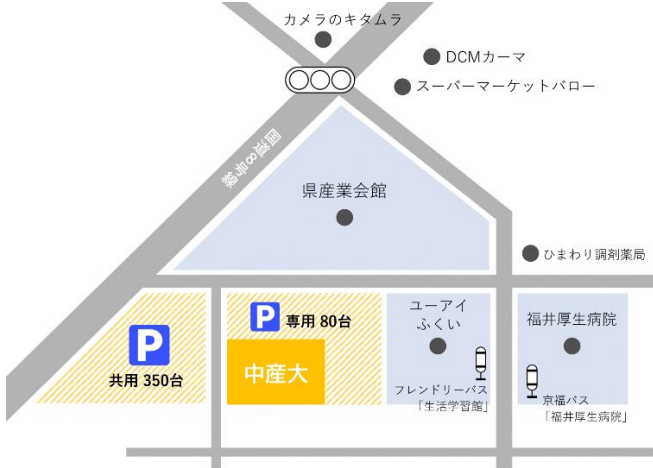 カメラのキタムラ
DCMカーマ
スーパーマーケットバロー
国道8号線
県産業会館
ひまわり調剤薬局
P
共用 350台
P 専用 80台
中産大
ユーアイ
ふくい
フレンドリーバス
「生活学習館」
福井厚生病院
京福バス
「福井厚生病院」